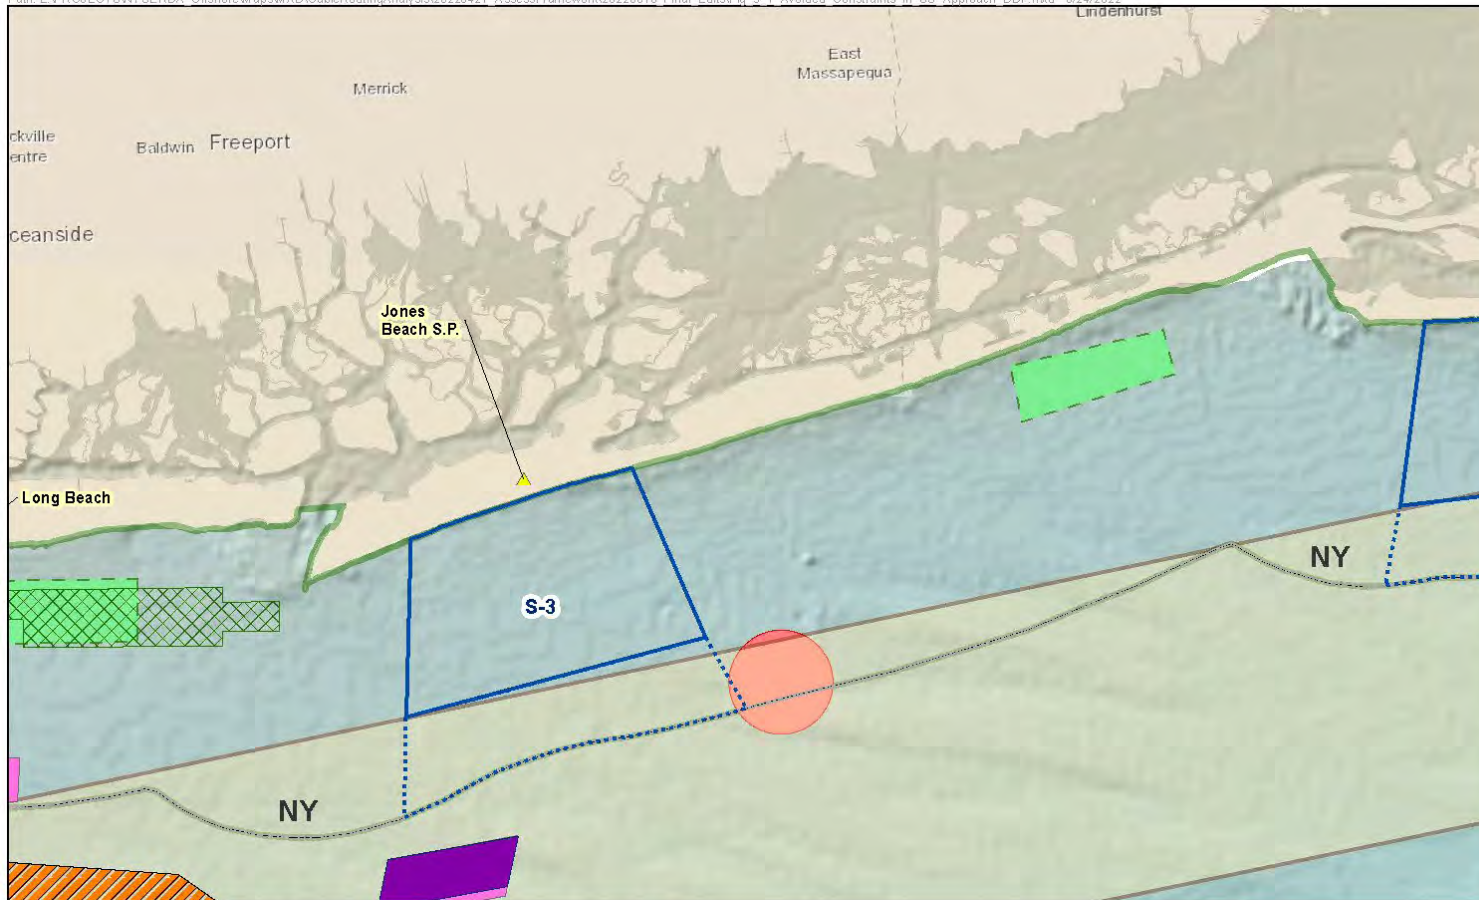 Lindenhurst
East
Massapequa
Merrick
ckville
entre
Baldwin
Freeport
ceanside
Jones
Beach S.P.
Long Beach
S-3
NY
NY